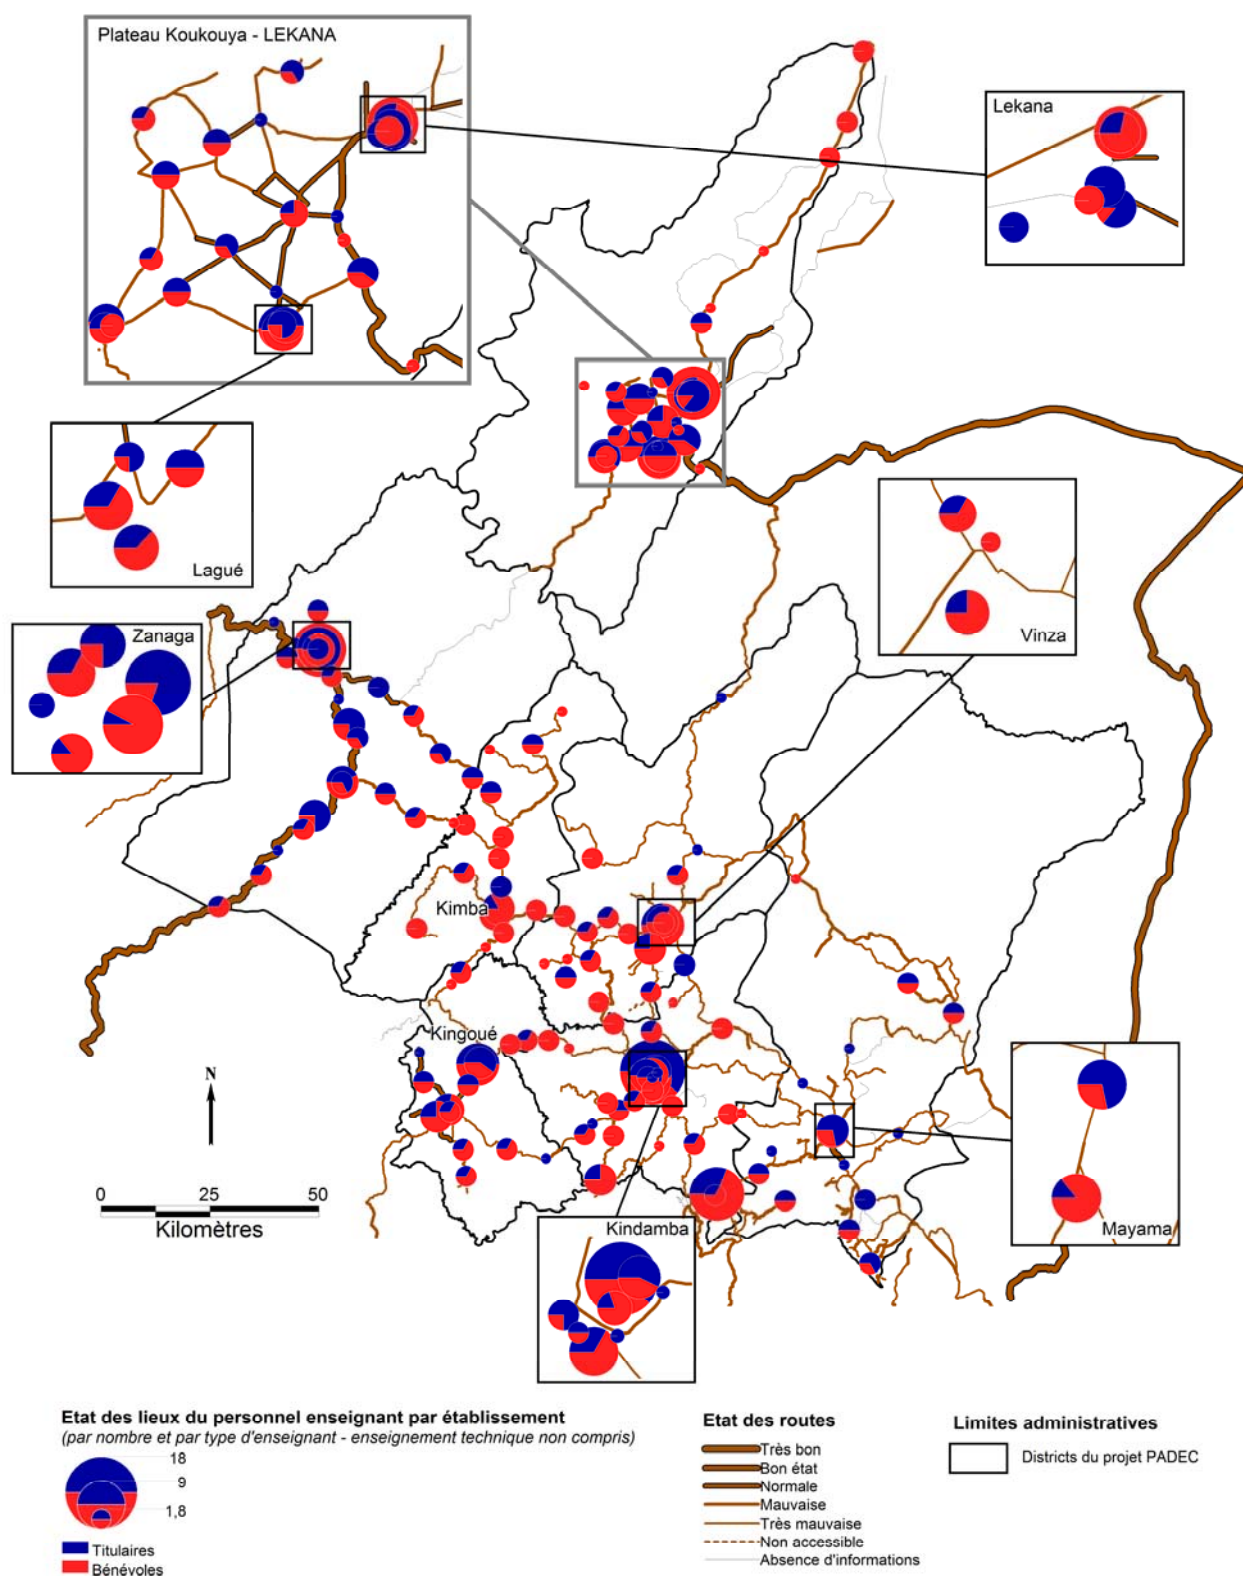 Plateau Koukouya - LEKANA
Lekana
Lagué
Vinza
Zanaga
Kimba
Kingoué
N
0 25 50
Kilomètres
Kindamba
Mayama
Etat des lieux du personnel enseignant par établissement
(par nombre et par type d'enseignant - enseignement technique non compris)
18
9
1,8
Titulaires
Bénévoles
Etat des routes
Très bon
Bon état
Normale
Mauvaise
Très mauvaise
Non accessible
Absence d'informations
Limites administratives
Districts du projet PADEC